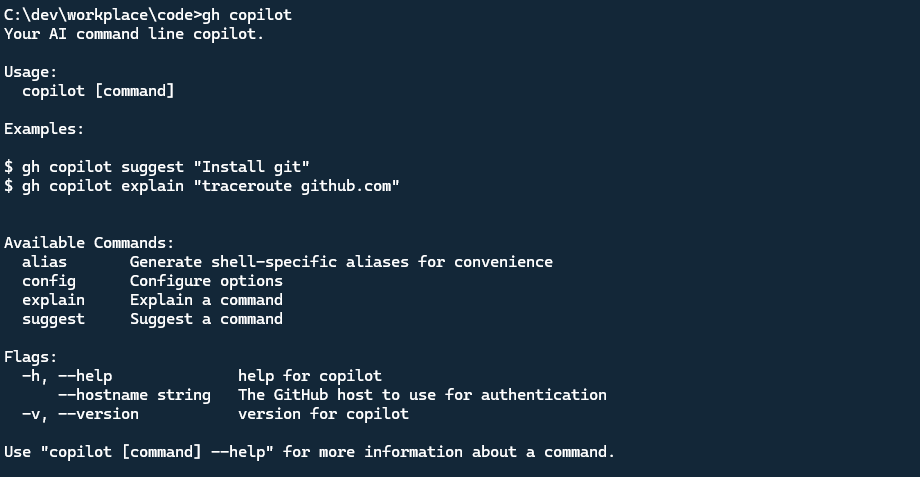 C:\dev\workplace\code>gh copilot
Your AI command line copilot.

Usage:
  copilot [command]

Examples:

$ gh copilot suggest "Install git"
$ gh copilot explain "traceroute github.com"


Available Commands:
  alias       Generate shell-specific aliases for convenience
  config      Configure options
  explain     Explain a command
  suggest     Suggest a command

Flags:
  -h, --help              help for copilot
      --hostname string   The GitHub host to use for authentication
  -v, --version           version for copilot

Use "copilot [command] --help" for more information about a command.